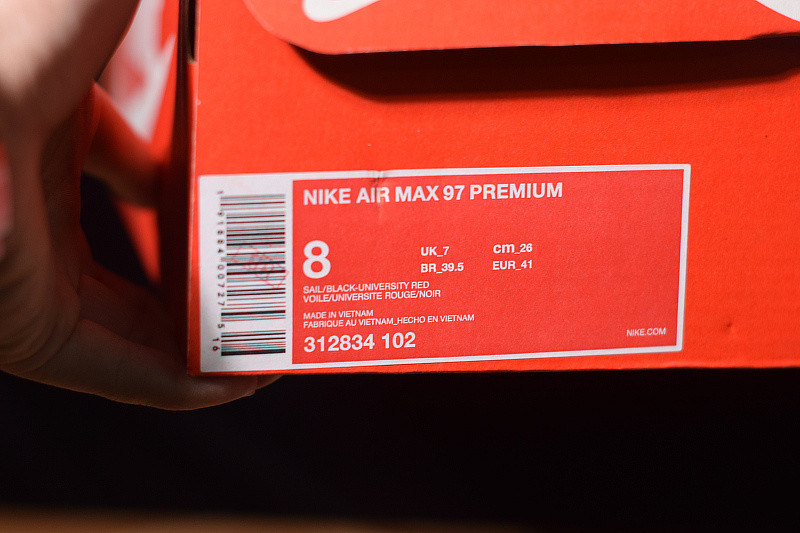 NIKE AIR MAX 97 PREMIUM
8
UK_7 cm_26
BR_39.5 EUR_41
SAIL/BLACK-UNIVERSITY RED
VOILE/UNIVERSITE ROUGE/NOIR
MADE IN VIETNAM
FABRIQUE AU VIETNAM_HECHO EN VIETNAM
312834 102
NIKE.COM